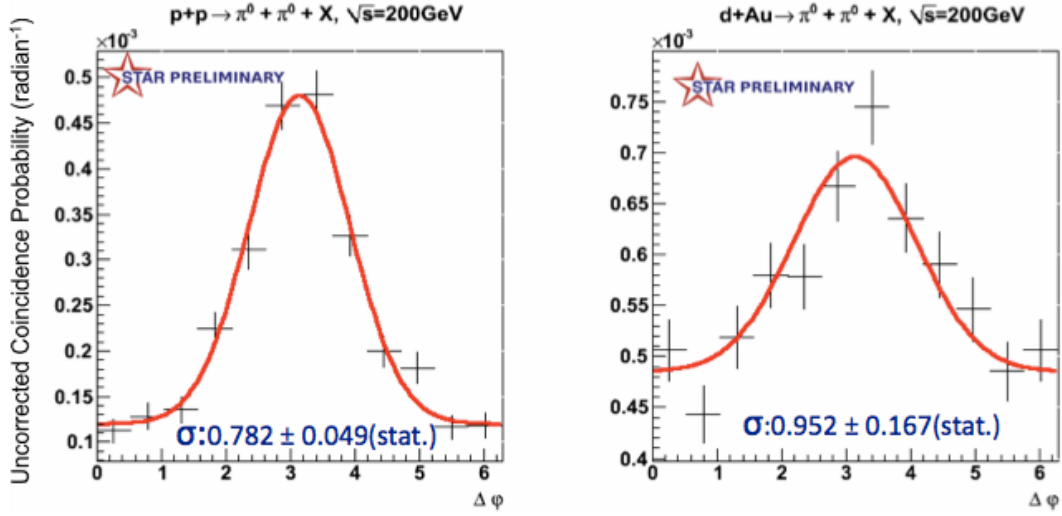 p+p→π⁰ + π⁰ + X, √s=200GeV
×10⁻³
Uncorrected Coincidence Probability (radian⁻¹)
STAR PRELIMINARY
0.5
0.45
0.4
0.35
0.3
0.25
0.2
0.15
0.1
σ:0.782 ± 0.049(stat.)
0 1 2 3 4 5 6
Δ φ
d+Au→ π⁰ + π⁰ + X, √s=200GeV
×10⁻³
STAR PRELIMINARY
0.75
0.7
0.65
0.6
0.55
0.5
0.45
0.4
σ:0.952 ± 0.167(stat.)
0 1 2 3 4 5 6
Δ φ